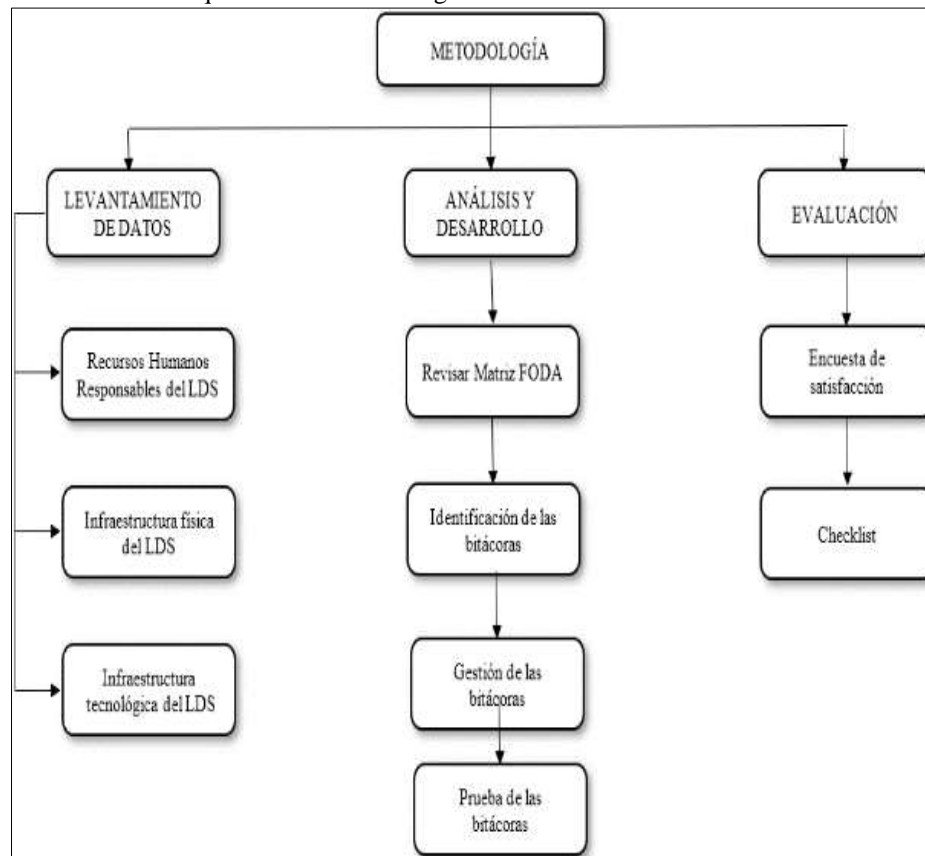 METODOLOGÍA
LEVANTAMIENTO
DE DATOS
ANÁLISIS Y
DESARROLLO
EVALUACIÓN
Recursos Humanos
Responsables del LDS
Revisar Matriz FODA
Encuesta de
satisfacción
Infraestructura física
del LDS
Identificación de las
bitácoras
Checklist
Infraestructura
tecnológica del LDS
Gestión de las
bitácoras
Prueba de las
bitácoras